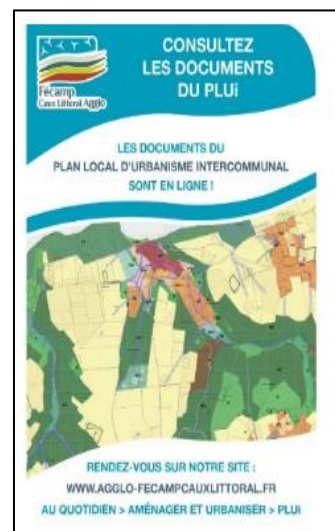 Fécamp
Caux Littoral Agglo
CONSULTEZ
LES DOCUMENTS
DU PLUi
LES DOCUMENTS DU
PLAN LOCAL D'URBANISME INTERCOMMUNAL
SONT EN LIGNE !
RENDEZ-VOUS SUR NOTRE SITE :
WWW.AGGLO-FECAMPCAUXLITTORAL.FR
AU QUOTIDIEN > AMÉNAGER ET URBANISER > PLUI